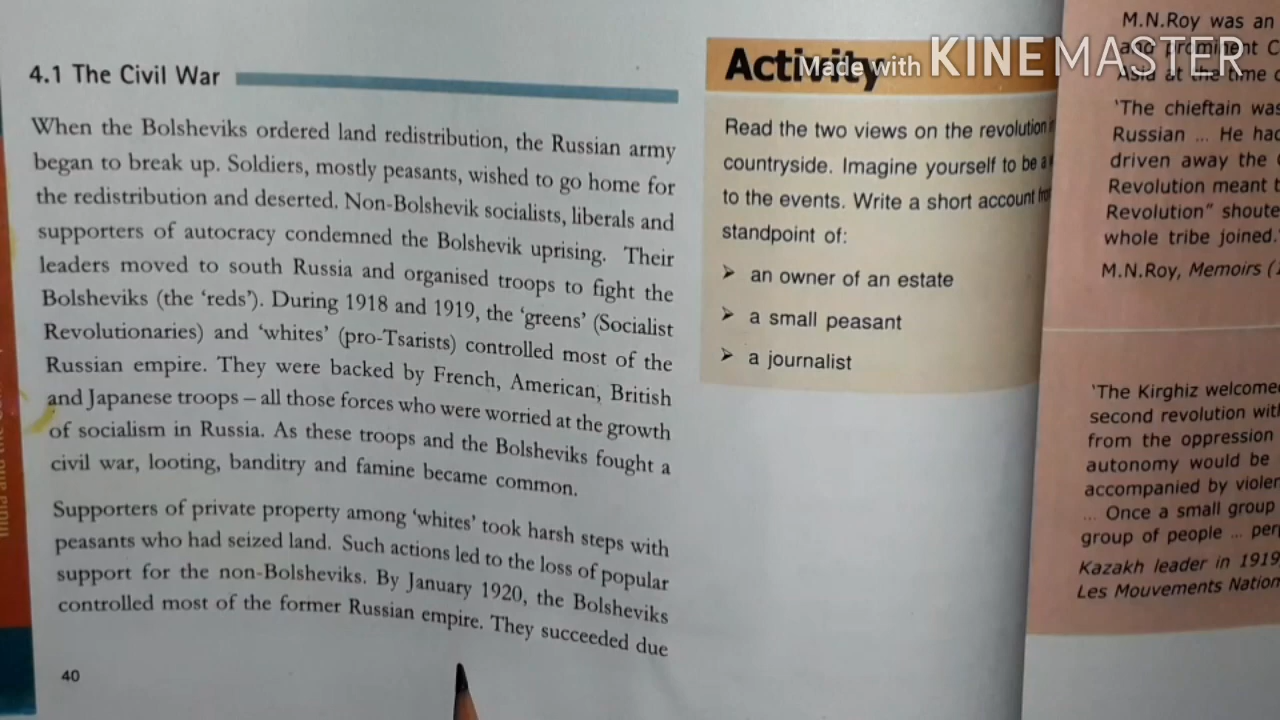 4.1 The Civil War
When the Bolsheviks ordered land redistribution, the Russian army
began to break up. Soldiers, mostly peasants, wished to go home for
the redistribution and deserted. Non-Bolshevik socialists, liberals and
supporters of autocracy condemned the Bolshevik uprising. Their
leaders moved to south Russia and organised troops to fight the
Bolsheviks (the ‘reds’). During 1918 and 1919, the ‘greens’ (Socialist
Revolutionaries) and ‘whites’ (pro-Tsarists) controlled most of the
Russian empire. They were backed by French, American, British
and Japanese troops – all those forces who were worried at the growth
of socialism in Russia. As these troops and the Bolsheviks fought a
civil war, looting, banditry and famine became common.
Supporters of private property among ‘whites’ took harsh steps with
peasants who had seized land. Such actions led to the loss of popular
support for the non-Bolsheviks. By January 1920, the Bolsheviks
controlled most of the former Russian empire. They succeeded due
40
Activity
Made with KINEMASTER
Read the two views on the revolution
countryside. Imagine yourself to be a
to the events. Write a short account
standpoint of:
➤ an owner of an estate
➤ a small peasant
➤ a journalist
M.N.Roy was an
and prominent C
Asia at the time
‘The chieftain was
Russian ... He had
driven away the
Revolution meant
Revolution” shoute
whole tribe joined.’
M.N.Roy, Memoirs
‘The Kirghiz welcome
second revolution
from the oppression
autonomy would be
accompanied by
... Once a small group
group of people ...
Kazakh leader in 1919
Les Mouvements